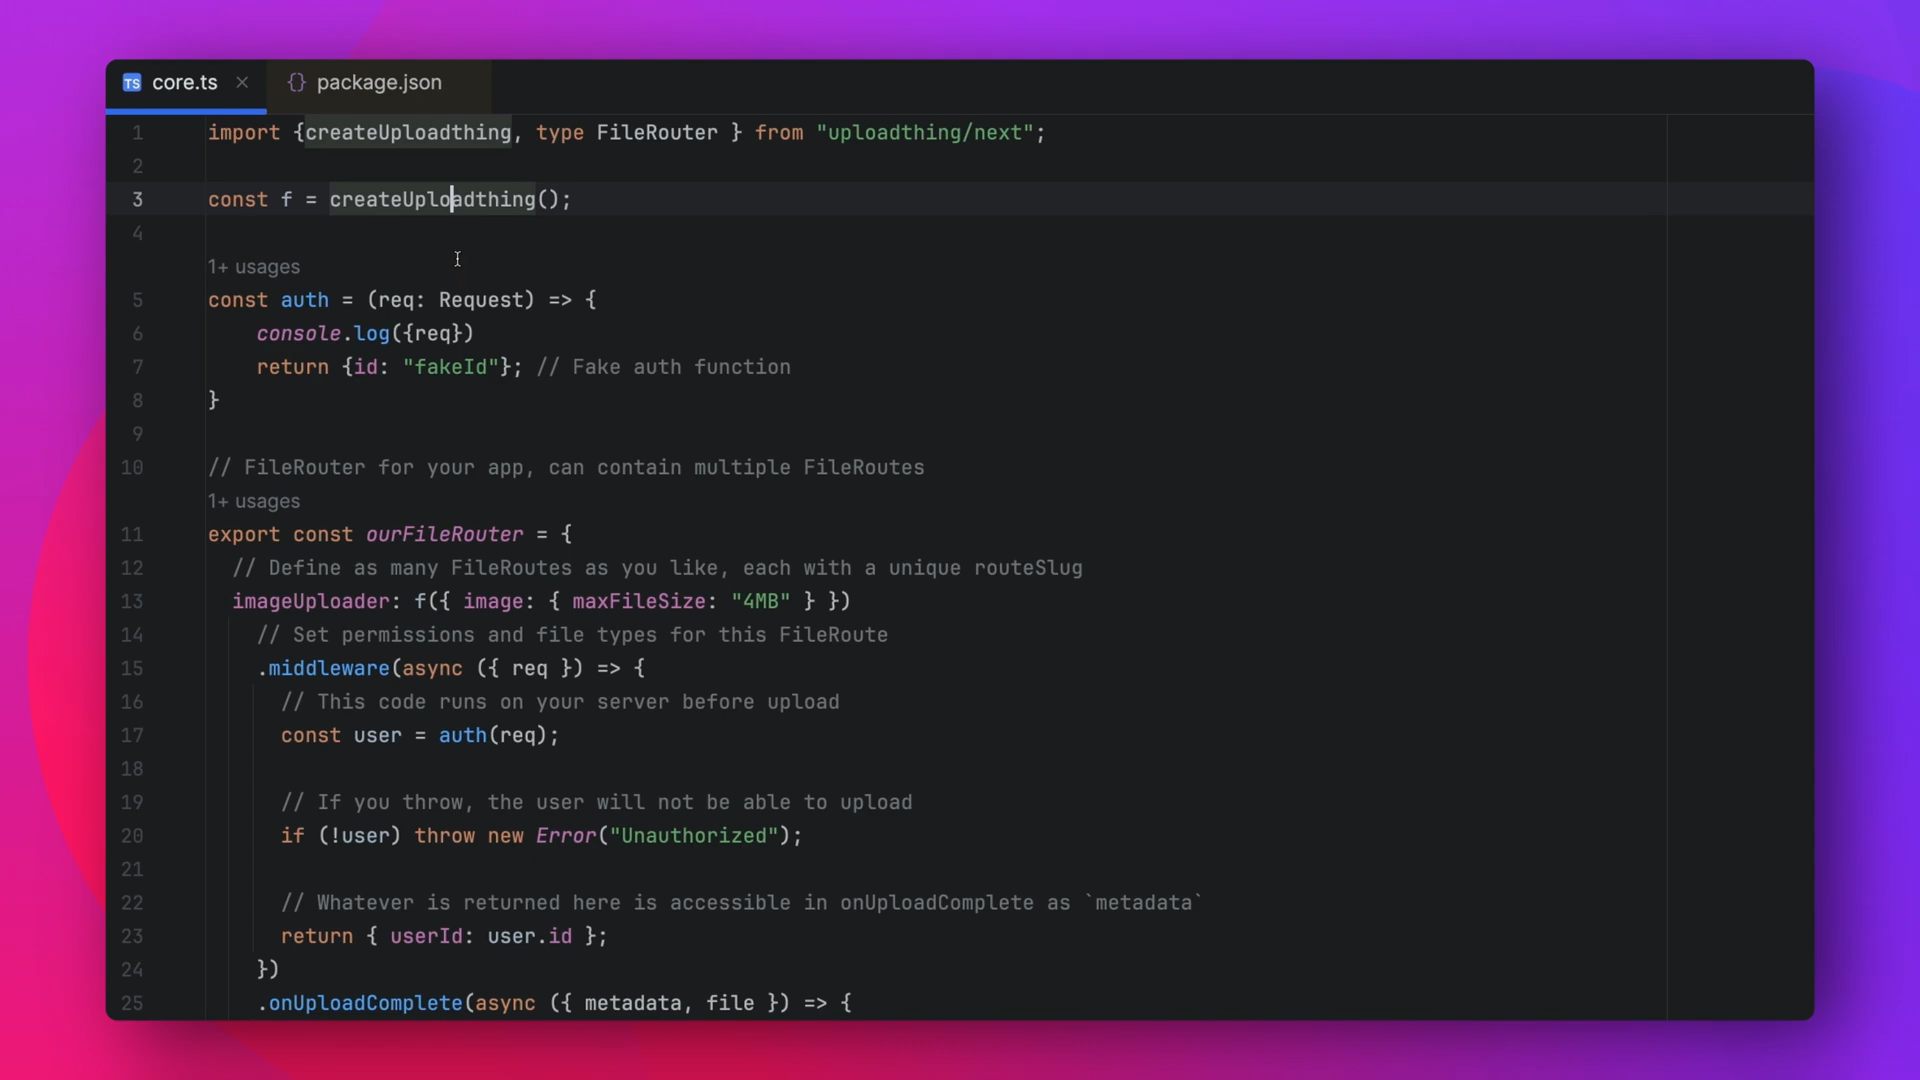 TS core.ts × {} package.json
1 import {createUploadthing, type FileRouter } from "uploadthing/next";
2
3 const f = createUploadthing();
4
1+ usages
5 const auth = (req: Request) => {
6 console.log({req})
7 return {id: "fakeId"}; // Fake auth function
8 }
9
10 // FileRouter for your app, can contain multiple FileRoutes
1+ usages
11 export const ourFileRouter = {
12 // Define as many FileRoutes as you like, each with a unique routeSlug
13 imageUploader: f({ image: { maxFileSize: "4MB" } })
14 // Set permissions and file types for this FileRoute
15 .middleware(async ({ req }) => {
16 // This code runs on your server before upload
17 const user = auth(req);
18
19 // If you throw, the user will not be able to upload
20 if (!user) throw new Error("Unauthorized");
21
22 // Whatever is returned here is accessible in onUploadComplete as `metadata`
23 return { userId: user.id };
24 })
25 .onUploadComplete(async ({ metadata, file }) => {